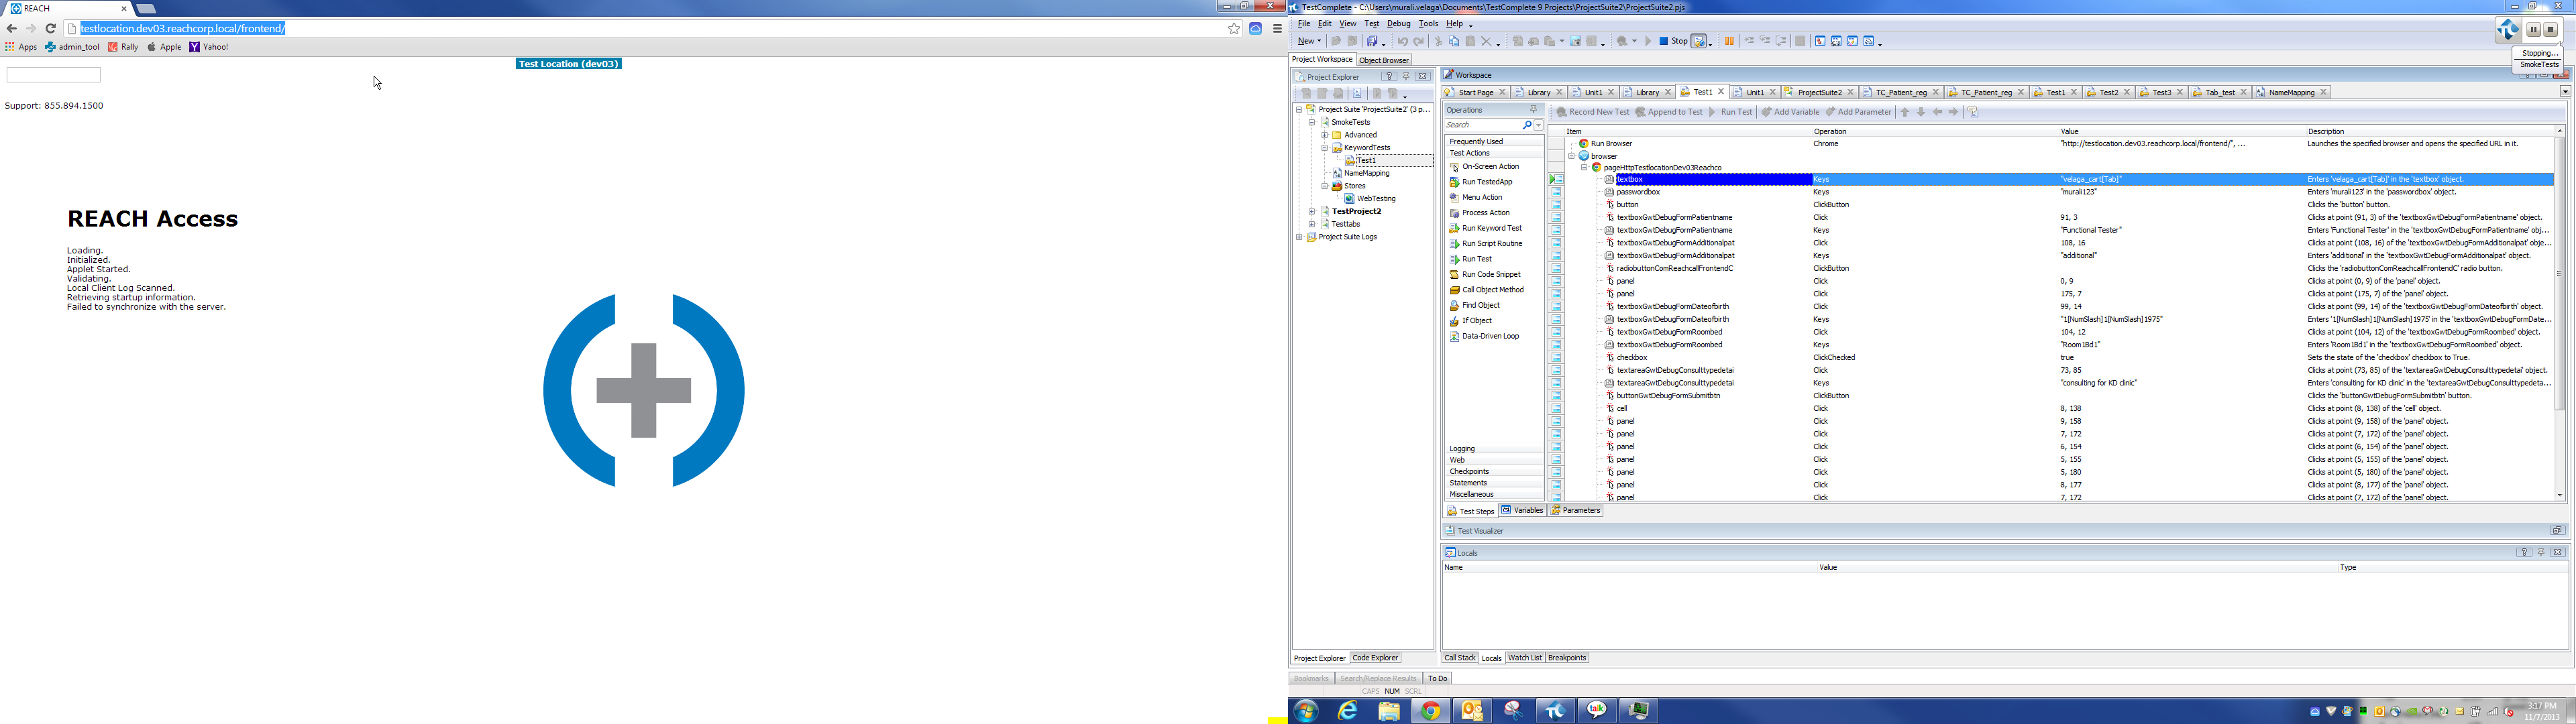 REACH
testlocation.dev03.reachcorp.local/frontend/
Apps admin_tool Rally Apple Yahoo!
Test Location (dev03)
Support: 855.894.1500
REACH Access
Loading.
Initialized.
Applet Started.
Validating.
Local Client Log Scanned.
Retrieving startup information.
Failed to synchronize with the server.
TestComplete - C:\Users\murali.velaga\Documents\TestComplete 9 Projects\ProjectSuite2\ProjectSuite2.pjs
File Edit View Test Debug Tools Help
New Stop
Stopping...
SmokeTests
Project Workspace Object Browser
Project Explorer
Project Suite 'ProjectSuite2' (3 p...
SmokeTests
Advanced
KeywordTests
Test1
NameMapping
Stores
WebTesting
TestProject2
Testtabs
Project Suite Logs
Project Explorer Code Explorer
Workspace
Start Page Library Unit1 Library Test1 Unit1 ProjectSuite2 TC_Patient_reg TC_Patient_reg Test1 Test2 Test3 Tab_test NameMapping
Operations
Search
Frequently Used
Test Actions
On-Screen Action
Run TestedApp
Menu Action
Process Action
Run Keyword Test
Run Script Routine
Run Test
Run Code Snippet
Call Object Method
Find Object
If Object
Data-Driven Loop
Logging
Web
Checkpoints
Statements
Miscellaneous
Record New Test Append to Test Run Test Add Variable Add Parameter
Item Operation Value Description
Run Browser Chrome "http://testlocation.dev03.reachcorp.local/frontend/", ... Launches the specified browser and opens the specified URL in it.
browser
pageHttpTestlocationDev03Reachco
textbox Keys "velaga_cart[Tab]" Enters 'velaga_cart[Tab]' in the 'textbox' object.
passwordbox Keys "murali123" Enters 'murali123' in the 'passwordbox' object.
button ClickButton Clicks the 'button' button.
textboxGwtDebugFormPatientname Click 91, 3 Clicks at point (91, 3) of the 'textboxGwtDebugFormPatientname' object.
textboxGwtDebugFormPatientname Keys "Functional Tester" Enters 'Functional Tester' in the 'textboxGwtDebugFormPatientname' obj...
textboxGwtDebugFormAdditionalpat Click 108, 16 Clicks at point (108, 16) of the 'textboxGwtDebugFormAdditionalpat' obje...
textboxGwtDebugFormAdditionalpat Keys "additional" Enters 'additional' in the 'textboxGwtDebugFormAdditionalpat' object.
radiobuttonComReachcallFrontendC ClickButton Clicks the 'radiobuttonComReachcallFrontendC' radio button.
panel Click 0, 9 Clicks at point (0, 9) of the 'panel' object.
panel Click 175, 7 Clicks at point (175, 7) of the 'panel' object.
textboxGwtDebugFormDateofbirth Click 99, 14 Clicks at point (99, 14) of the 'textboxGwtDebugFormDateofbirth' object.
textboxGwtDebugFormDateofbirth Keys "1[NumSlash]1[NumSlash]1975" Enters '1[NumSlash]1[NumSlash]1975' in the 'textboxGwtDebugFormDate...
textboxGwtDebugFormRoombed Click 104, 12 Clicks at point (104, 12) of the 'textboxGwtDebugFormRoombed' object.
textboxGwtDebugFormRoombed Keys "Room1Bd1" Enters 'Room1Bd1' in the 'textboxGwtDebugFormRoombed' object.
checkbox ClickChecked true Sets the state of the 'checkbox' checkbox to True.
textareaGwtDebugConsulttypedetai Click 73, 85 Clicks at point (73, 85) of the 'textareaGwtDebugConsulttypedetai' object.
textareaGwtDebugConsulttypedetai Keys "consulting for KD clinic" Enters 'consulting for KD clinic' in the 'textareaGwtDebugConsulttypedeta...
buttonGwtDebugFormSubmitbtn ClickButton Clicks the 'buttonGwtDebugFormSubmitbtn' button.
cell Click 8, 138 Clicks at point (8, 138) of the 'cell' object.
panel Click 9, 158 Clicks at point (9, 158) of the 'panel' object.
panel Click 7, 172 Clicks at point (7, 172) of the 'panel' object.
panel Click 6, 154 Clicks at point (6, 154) of the 'panel' object.
panel Click 5, 155 Clicks at point (5, 155) of the 'panel' object.
panel Click 5, 180 Clicks at point (5, 180) of the 'panel' object.
panel Click 8, 177 Clicks at point (8, 177) of the 'panel' object.
panel Click 7, 172 Clicks at point (7, 172) of the 'panel' object.
Test Steps Variables Parameters
Test Visualizer
Locals
Name Value Type
Call Stack Locals Watch List Breakpoints
Bookmarks Search/Replace Results To Do
CAPS NUM SCRL
talk
3:17 PM
11/7/2013